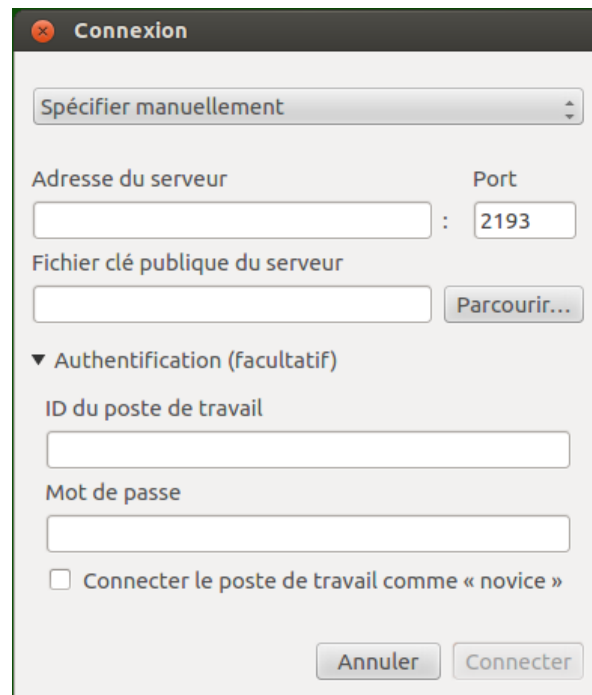 Connexion
Spécifier manuellement
Adresse du serveur Port
: 2193
Fichier clé publique du serveur
Parcourir...
Authentification (facultatif)
ID du poste de travail
Mot de passe
Connecter le poste de travail comme « novice »
Annuler Connecter